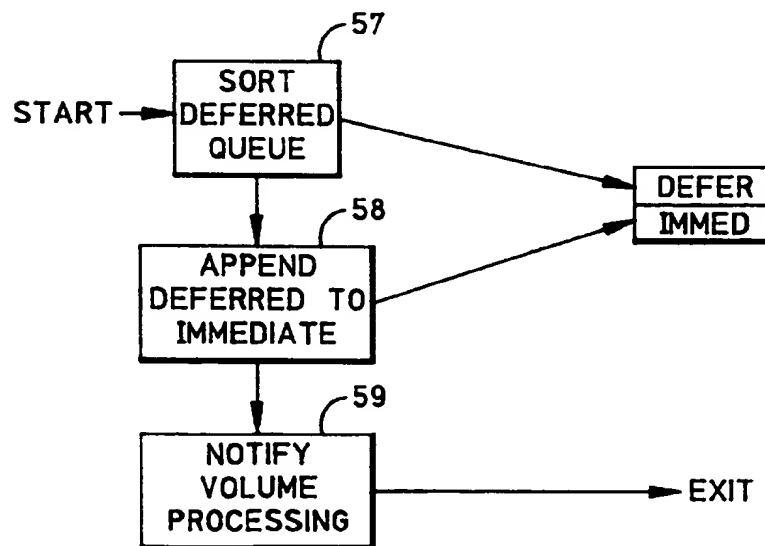 57
SORT
DEFERRED
QUEUE
START
DEFER
IMMED
58
APPEND
DEFERRED TO
IMMEDIATE
59
NOTIFY
VOLUME
PROCESSING
EXIT